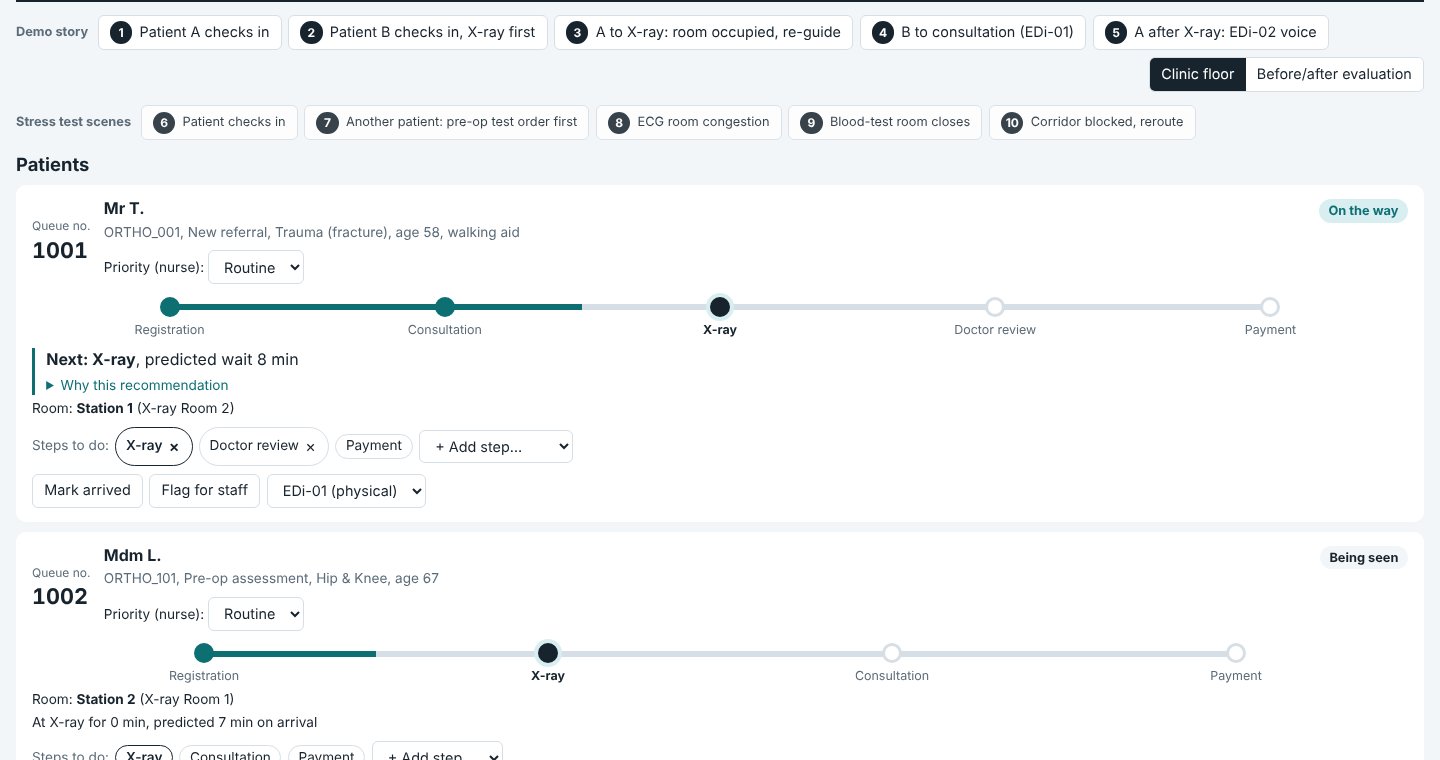 Demo story 1 Patient A checks in 2 Patient B checks in, X-ray first 3 A to X-ray: room occupied, re-guide 4 B to consultation (EDi-01) 5 A after X-ray: EDi-02 voice
Clinic floor Before/after evaluation
Stress test scenes 6 Patient checks in 7 Another patient: pre-op test order first 8 ECG room congestion 9 Blood-test room closes 10 Corridor blocked, reroute
Patients
Mr T.
On the way
Queue no.
1001
ORTHO_001, New referral, Trauma (fracture), age 58, walking aid
Priority (nurse): Routine
Registration Consultation X-ray Doctor review Payment
Next: X-ray, predicted wait 8 min
Why this recommendation
Room: Station 1 (X-ray Room 2)
Steps to do: X-ray × Doctor review × Payment + Add step...
Mark arrived Flag for staff EDi-01 (physical)
Mdm L.
Being seen
Queue no.
1002
ORTHO_101, Pre-op assessment, Hip & Knee, age 67
Priority (nurse): Routine
Registration X-ray Consultation Payment
Room: Station 2 (X-ray Room 1)
At X-ray for 0 min, predicted 7 min on arrival
Steps to do: X-ray Consultation Payment + Add step